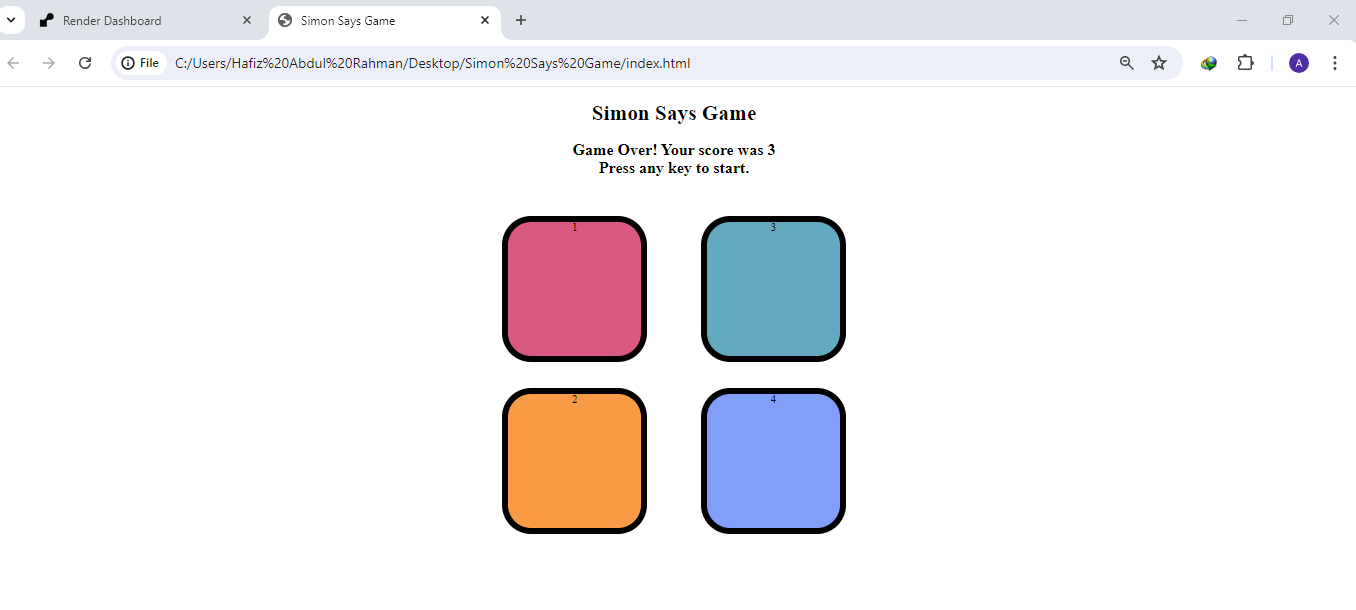 Render Dashboard
Simon Says Game
File
C:/Users/Hafiz%20Abdul%20Rahman/Desktop/Simon%20Says%20Game/index.html
A
Simon Says Game
Game Over! Your score was 3
Press any key to start.
1
3
2
4